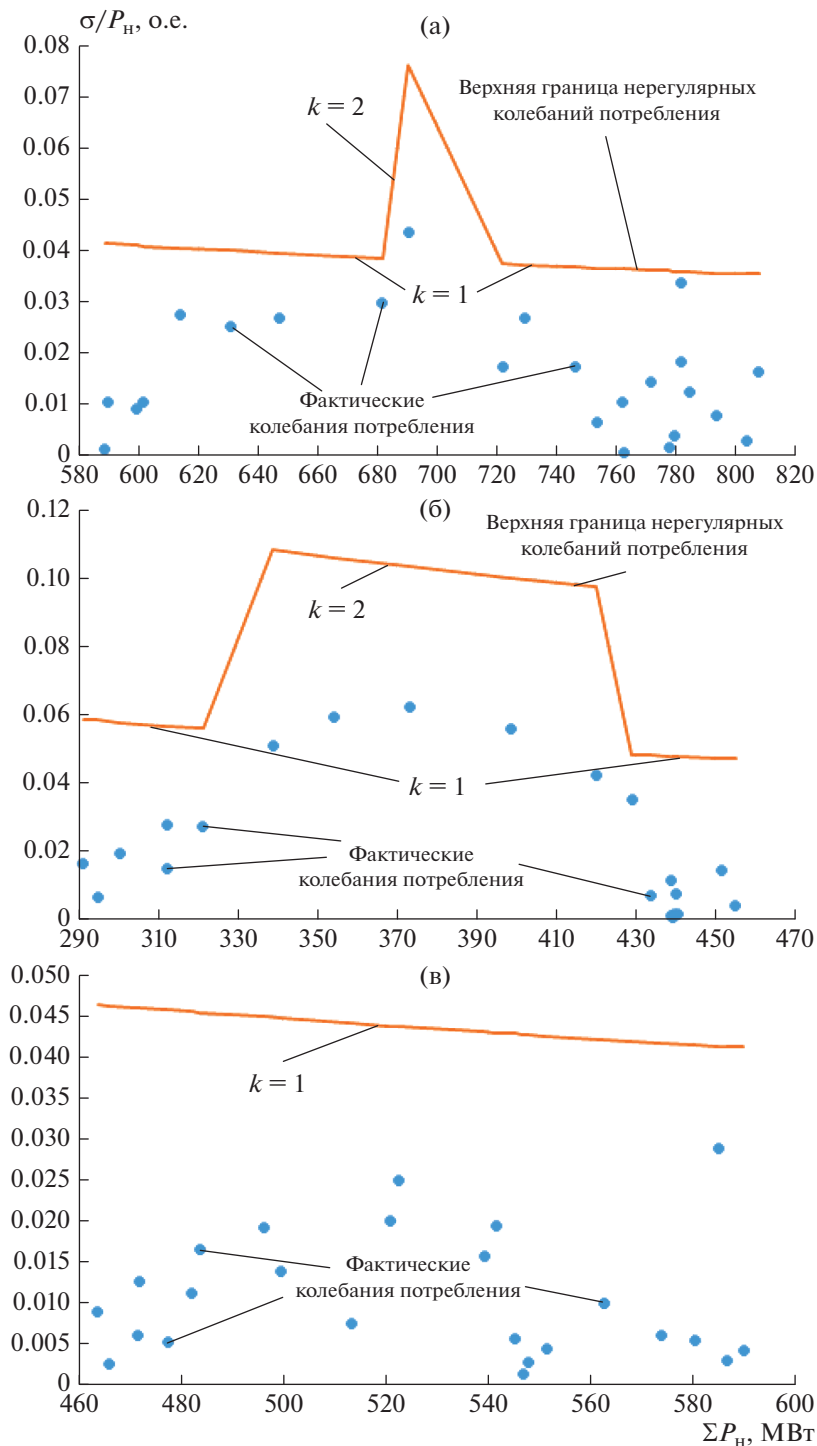 σ/Pн, о.е.
(а)
0.08
0.07
0.06
0.05
0.04
0.03
0.02
0.01
0
k = 2
Верхняя граница нерегулярных
колебаний потребления
k = 1
Фактические
колебания потребления
580 600 620 640 660 680 700 720 740 760 780 800 820
(б)
0.12
0.10
0.08
0.06
0.04
0.02
0
Верхняя граница нерегулярных
колебаний потребления
k = 2
k = 1
Фактические
колебания потребления
290 310 330 350 370 390 410 430 450 470
(в)
0.050
0.045
0.040
0.035
0.030
0.025
0.020
0.015
0.010
0.005
0
k = 1
Фактические
колебания потребления
460 480 500 520 540 560 580 600
ΣPн, МВт